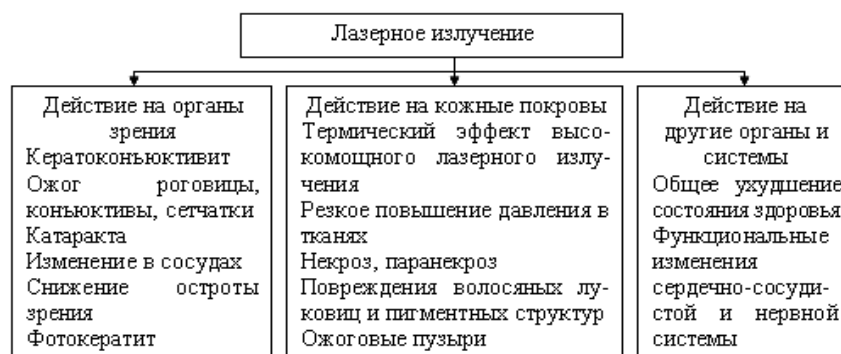 Лазерное излучение
Действие на органы
зрения
Кератоконьюктивит
Ожог роговицы,
коньюктивы, сетчатки
Катаракта
Изменение в сосудах
Снижение остроты
зрения
Фотокератит
Действие на кожные покровы
Термический эффект высо-
комощного лазерного излу-
чения
Резкое повышение давления в
тканях
Некроз, паранекроз
Повреждения волосяных лу-
ковиц и пигментных структур
Ожоговые пузыри
Действие на
другие органы и
системы
Общее ухудшение
состояния здоровья
Функциональные
изменения
сердечно-сосуди-
стой и нервной
системы